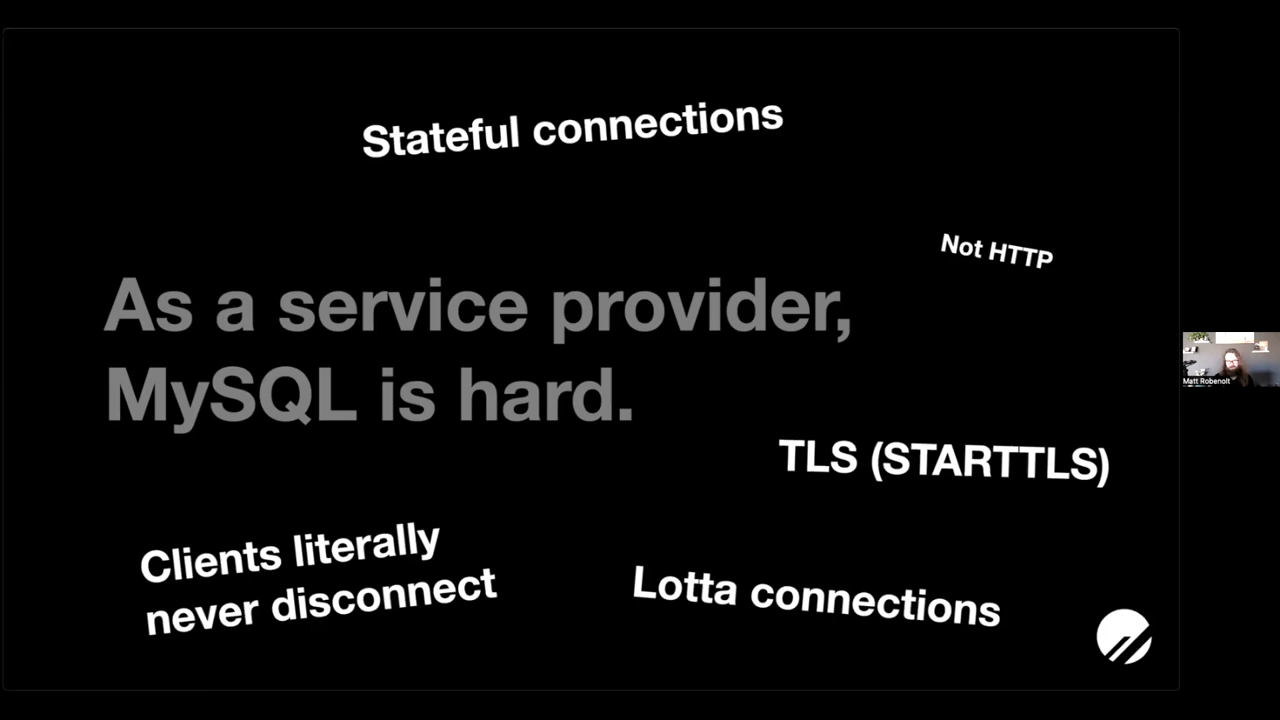 Stateful connections
Not HTTP
As a service provider,
MySQL is hard.
TLS (STARTTLS)
Clients literally
never disconnect
Lotta connections
Matt Robenolt